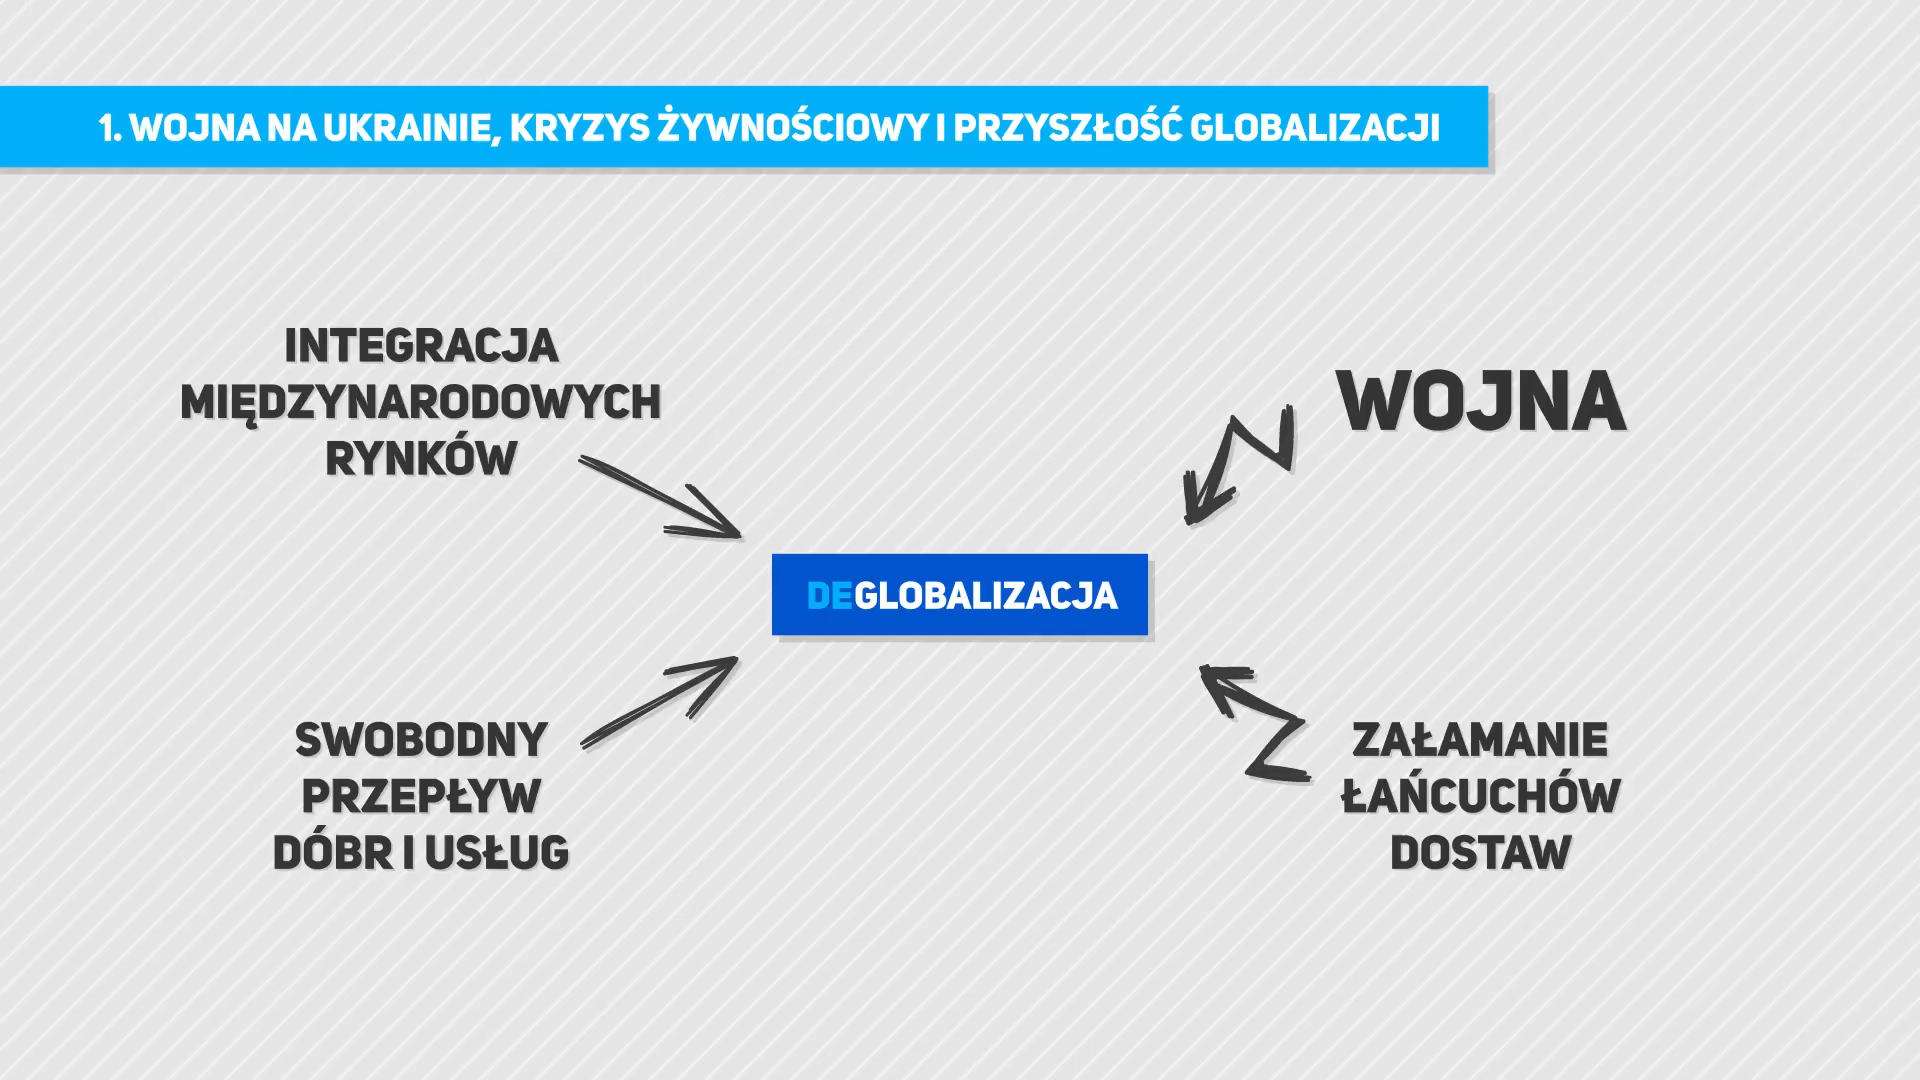 1. WOJNA NA UKRAINIE, KRYZYS ŻYWNOŚCIOWY I PRZYSZŁOŚĆ GLOBALIZACJI
INTEGRACJA
MIĘDZYNARODOWYCH
RYNKÓW
WOJNA
DEGLOBALIZACJA
SWOBODNY
PRZEPŁYW
DÓBR I USŁUG
ZAŁAMANIE
ŁAŃCUCHÓW
DOSTAW